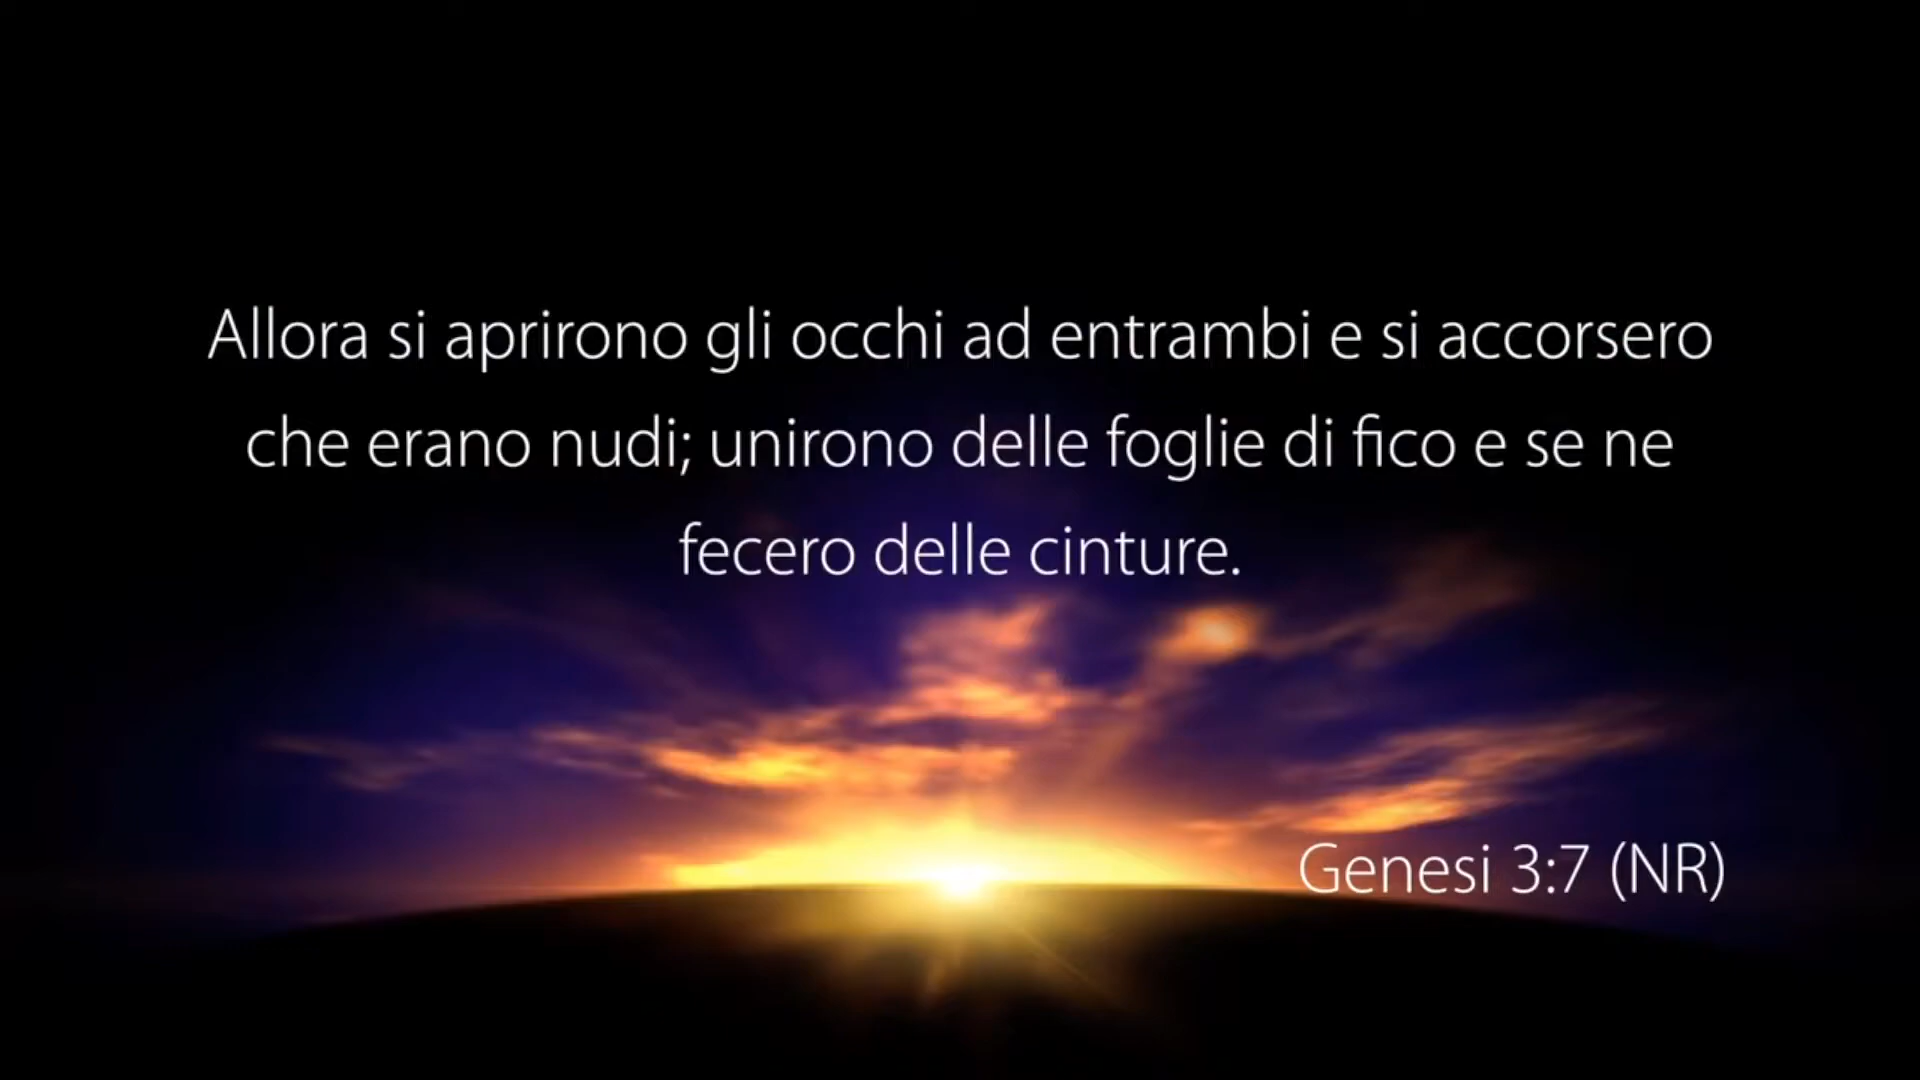 Allora si aprirono gli occhi ad entrambi e si accorsero
che erano nudi; unirono delle foglie di fico e se ne
fecero delle cinture.
Genesi 3:7 (NR)